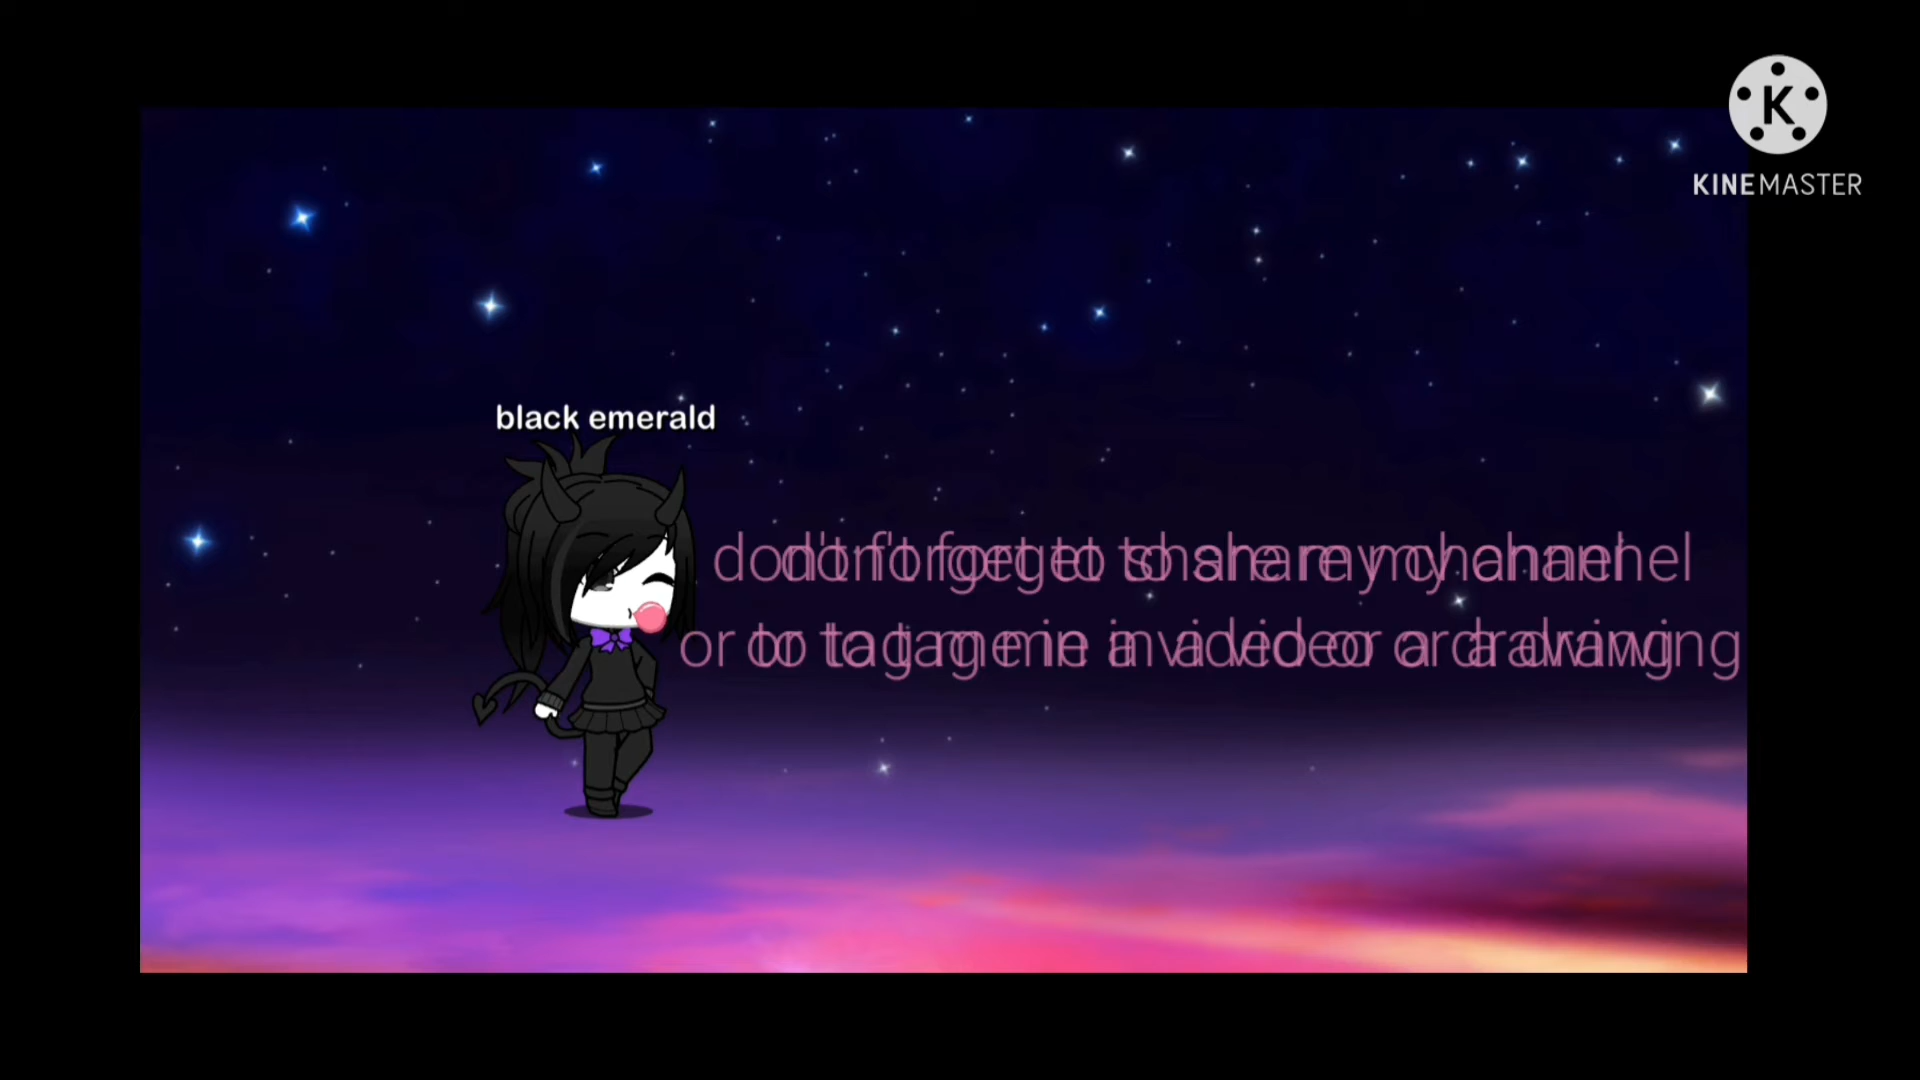 K
KINEMASTER
black emerald
don't forget to share my channel
or to tag me in a video or a drawing